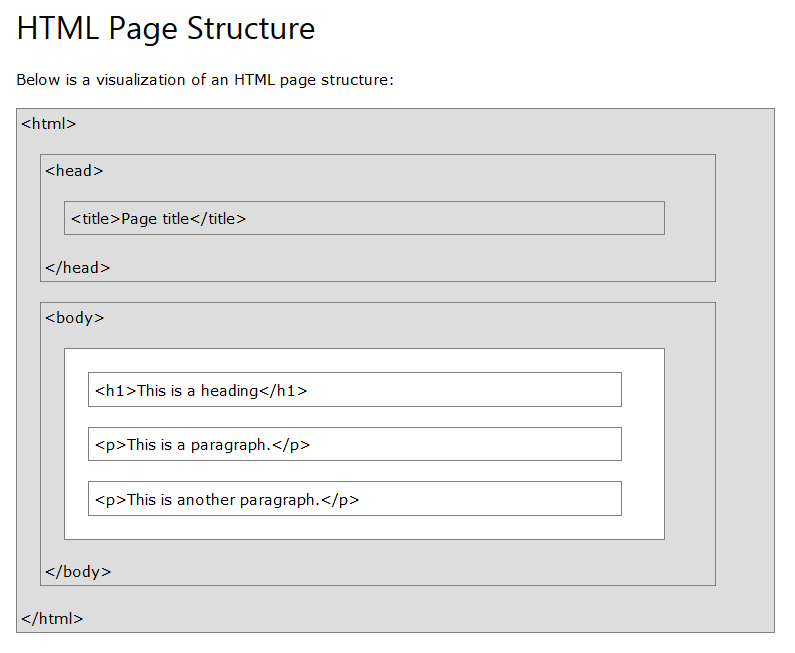 HTML Page Structure
Below is a visualization of an HTML page structure:
<html>
<head>
<title>Page title</title>
</head>
<body>
<h1>This is a heading</h1>
<p>This is a paragraph.</p>
<p>This is another paragraph.</p>
</body>
</html>